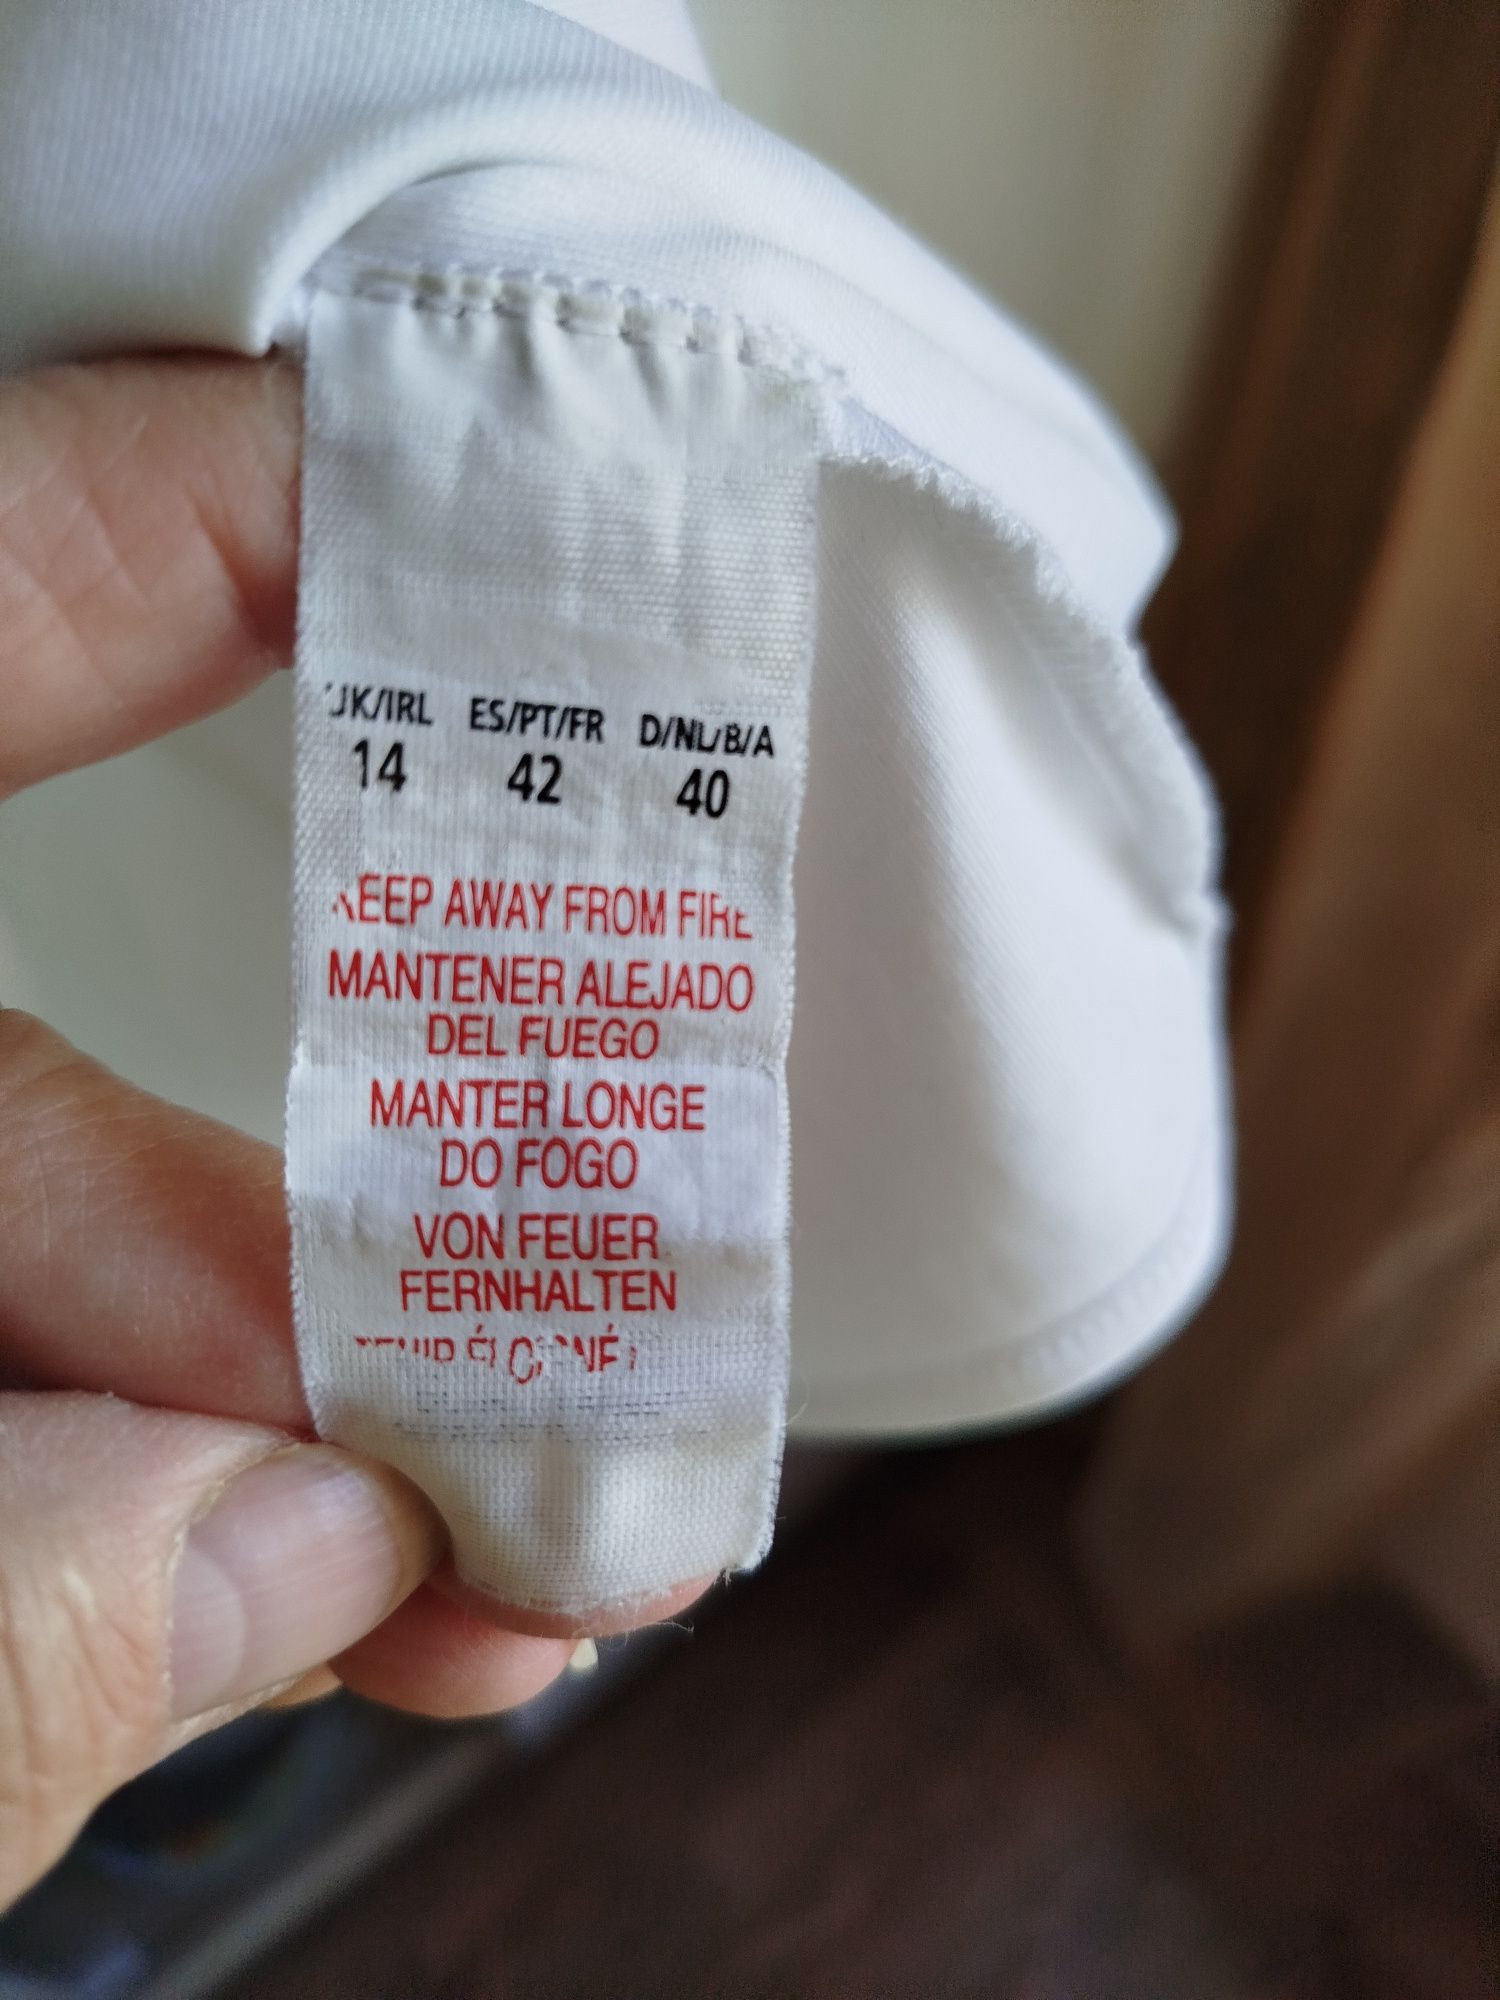 UK/IRL ES/PT/FR D/NL/B/A
14 42 40
KEEP AWAY FROM FIRE
MANTENER ALEJADO
DEL FUEGO
MANTER LONGE
DO FOGO
VON FEUER
FERNHALTEN